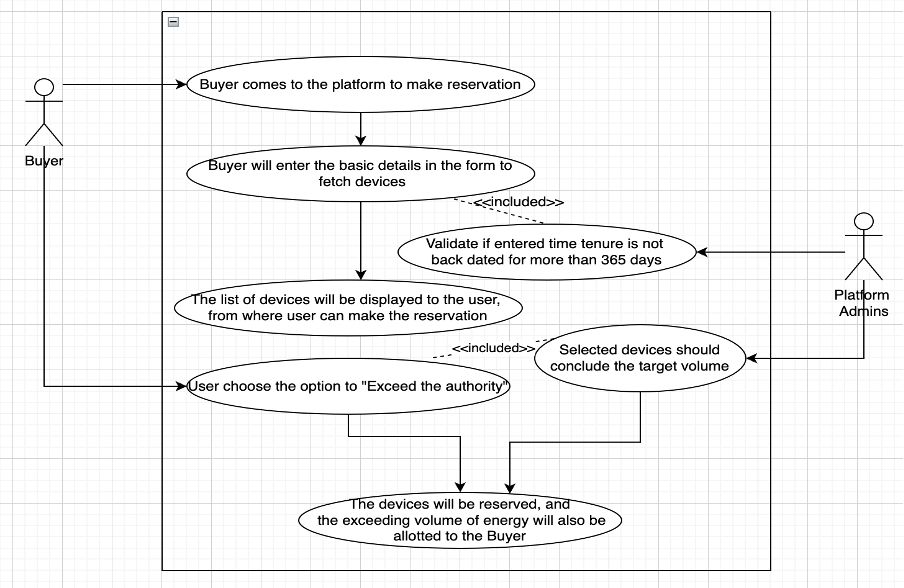 Buyer comes to the platform to make reservation
Buyer
Buyer will enter the basic details in the form to
fetch devices
<<included>>
Validate if entered time tenure is not
back dated for more than 365 days
Platform
Admins
The list of devices will be displayed to the user,
from where user can make the reservation
<<included>>
Selected devices should
conclude the target volume
User choose the option to "Exceed the authority"
The devices will be reserved, and
the exceeding volume of energy will also be
allotted to the Buyer